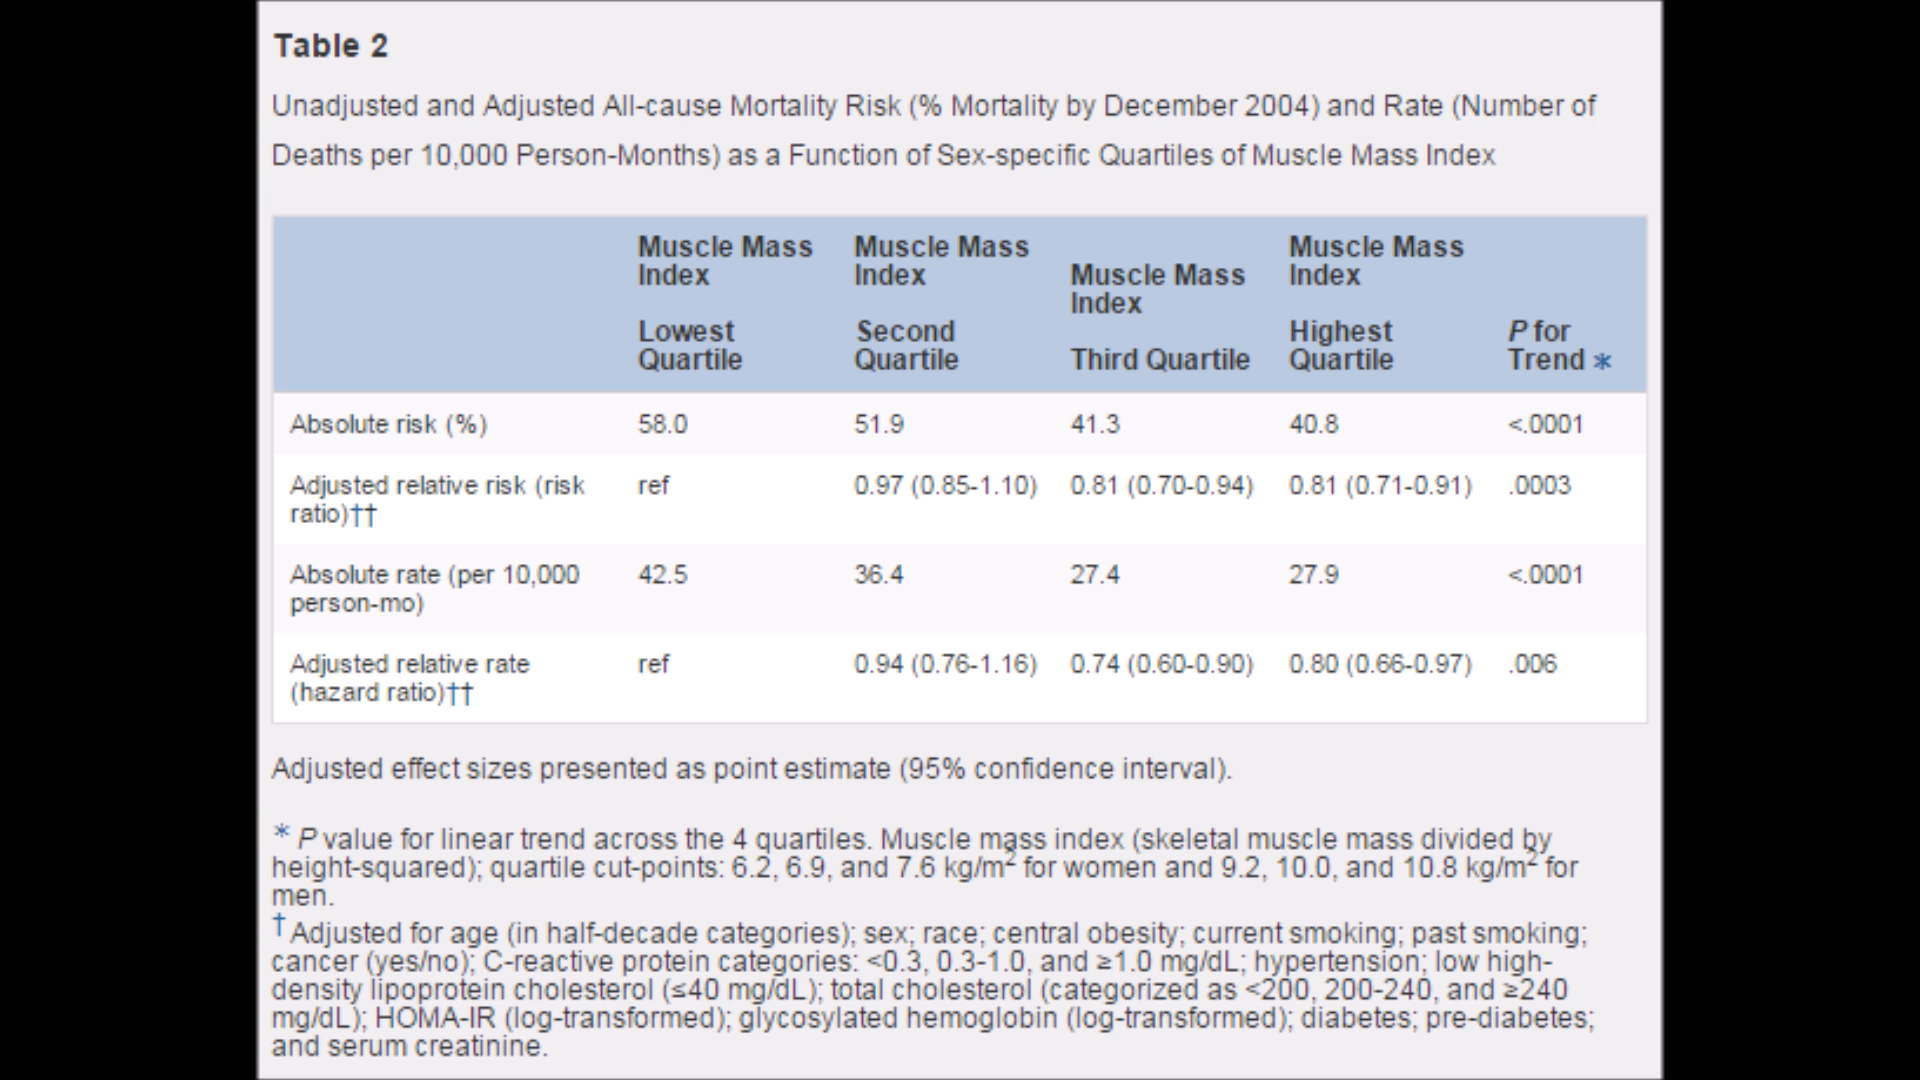 Table 2
Unadjusted and Adjusted All-cause Mortality Risk (% Mortality by December 2004) and Rate (Number of
Deaths per 10,000 Person-Months) as a Function of Sex-specific Quartiles of Muscle Mass Index
Muscle Mass Index Lowest Quartile
Muscle Mass Index Second Quartile
Muscle Mass Index Third Quartile
Muscle Mass Index Highest Quartile
P for Trend *
Absolute risk (%) 58.0 51.9 41.3 40.8 <.0001
Adjusted relative risk (risk ratio)†† ref 0.97 (0.85-1.10) 0.81 (0.70-0.94) 0.81 (0.71-0.91) .0003
Absolute rate (per 10,000 person-mo) 42.5 36.4 27.4 27.9 <.0001
Adjusted relative rate (hazard ratio)†† ref 0.94 (0.76-1.16) 0.74 (0.60-0.90) 0.80 (0.66-0.97) .006
Adjusted effect sizes presented as point estimate (95% confidence interval).
* P value for linear trend across the 4 quartiles. Muscle mass index (skeletal muscle mass divided by
height-squared); quartile cut-points: 6.2, 6.9, and 7.6 kg/m² for women and 9.2, 10.0, and 10.8 kg/m² for
men.
† Adjusted for age (in half-decade categories); sex; race; central obesity; current smoking; past smoking;
cancer (yes/no); C-reactive protein categories: <0.3, 0.3-1.0, and ≥1.0 mg/dL; hypertension; low high-
density lipoprotein cholesterol (≤40 mg/dL); total cholesterol (categorized as <200, 200-240, and ≥240
mg/dL); HOMA-IR (log-transformed); glycosylated hemoglobin (log-transformed); diabetes; pre-diabetes;
and serum creatinine.